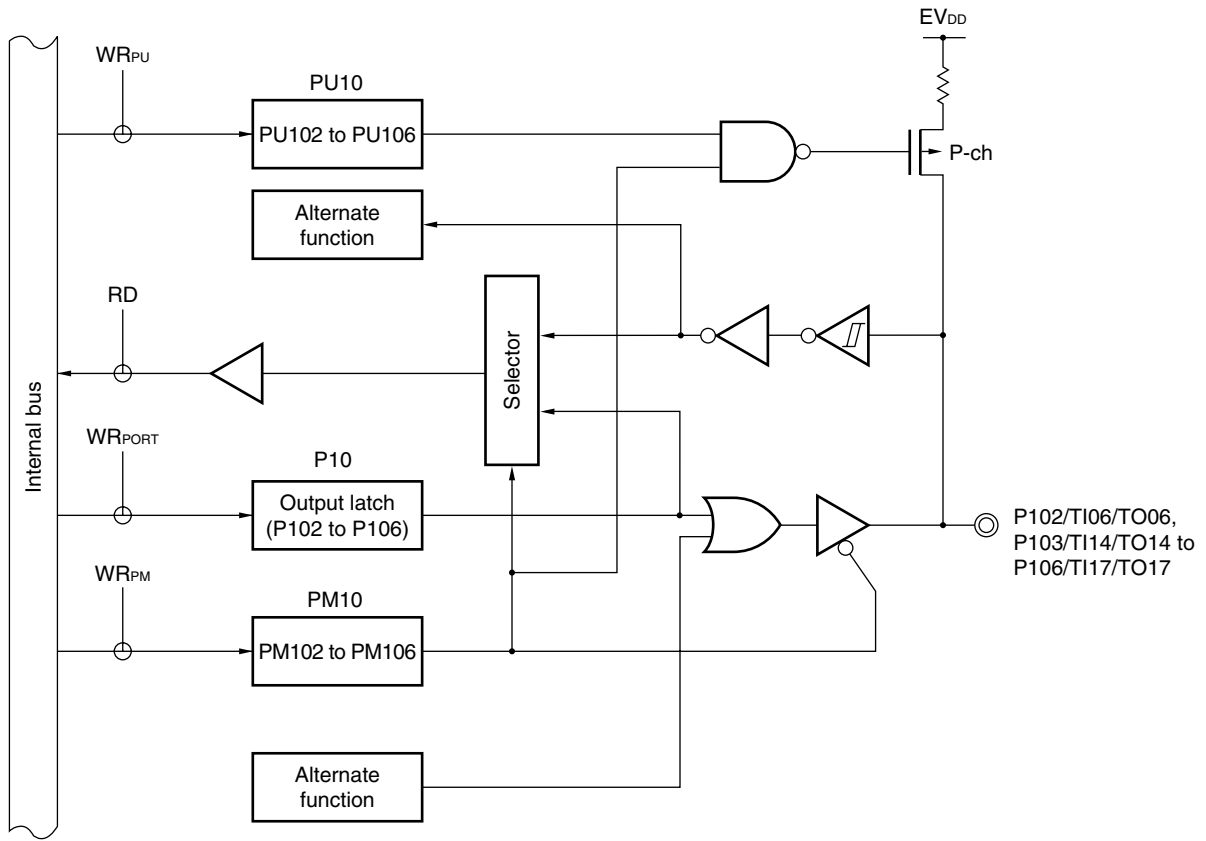 EVDD
WRPU
PU10
PU102 to PU106
P-ch
Alternate
function
RD
Selector
Internal bus
WRPORT
P10
Output latch
(P102 to P106)
P102/TI06/TO06,
P103/TI14/TO14 to
P106/TI17/TO17
WRPM
PM10
PM102 to PM106
Alternate
function